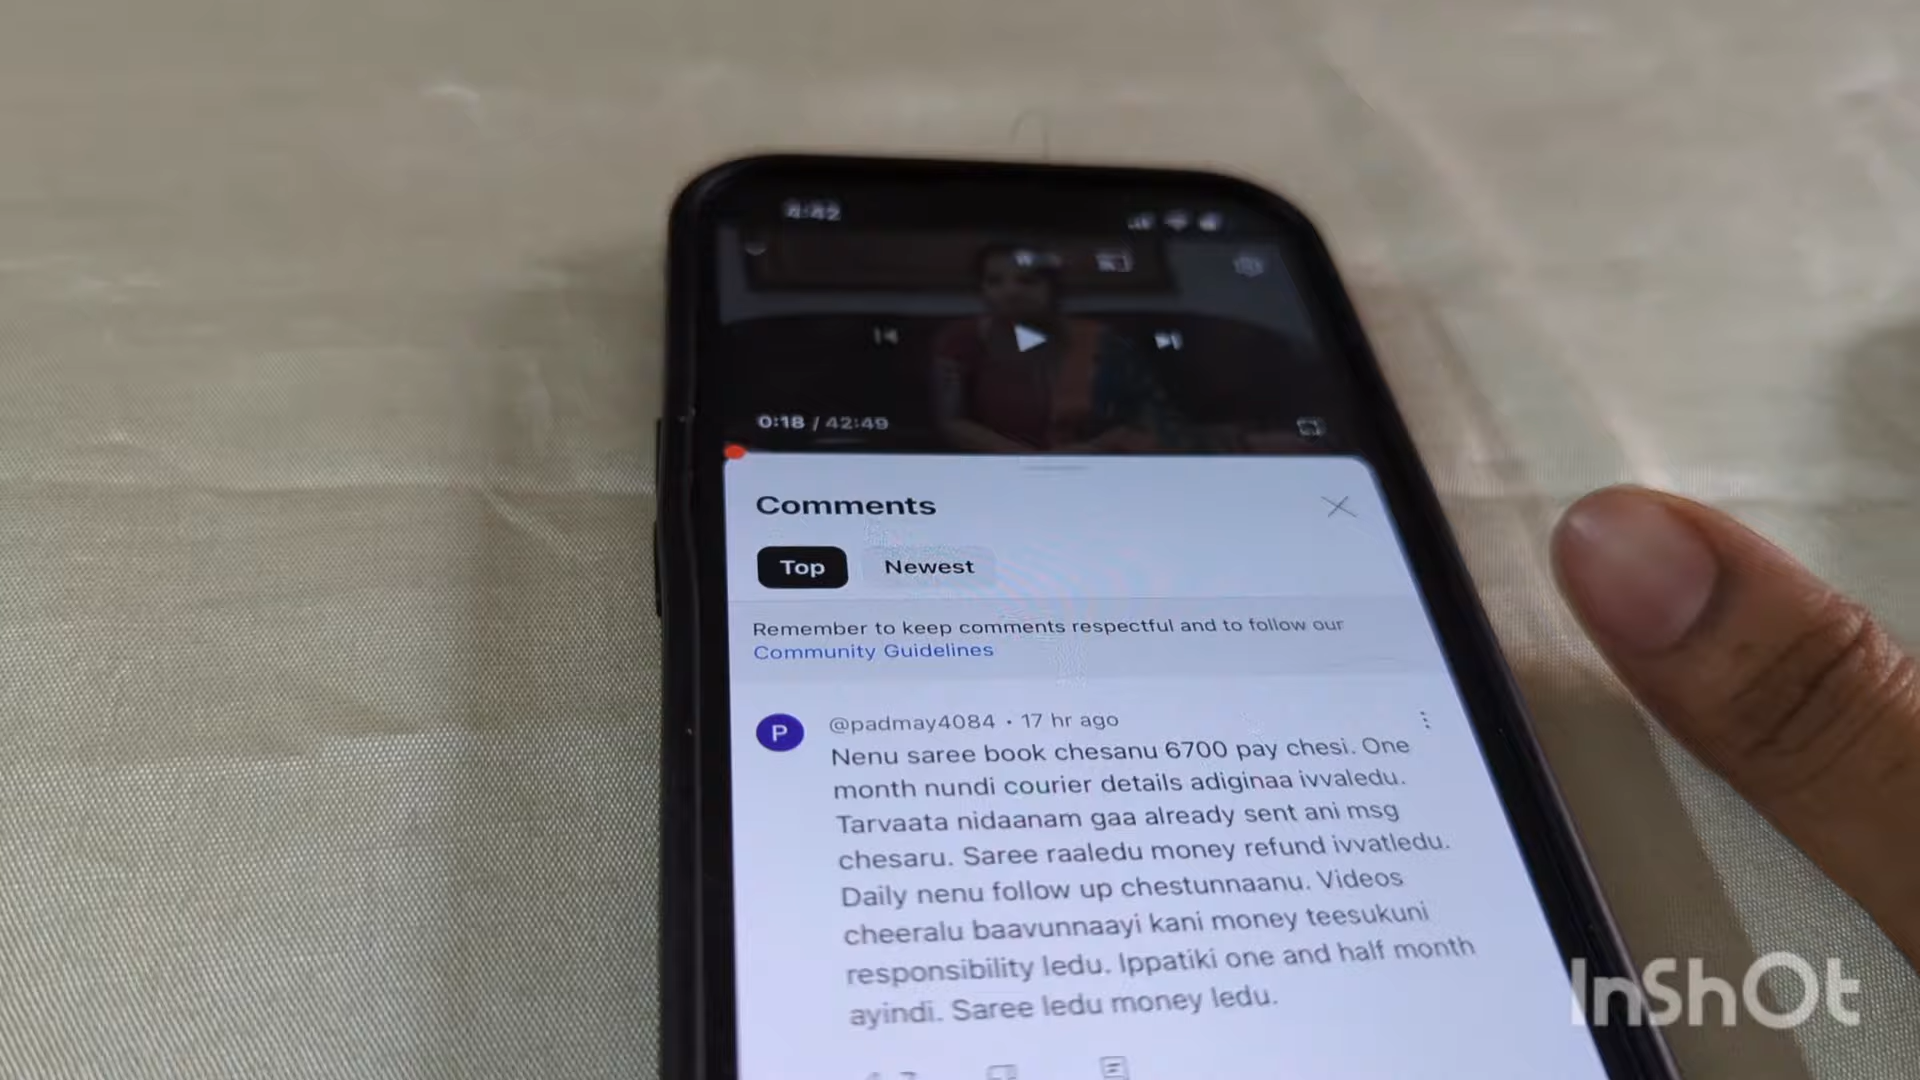 4:42
0:18 / 42:49
Comments
Top
Newest
Remember to keep comments respectful and to follow our
Community Guidelines
P
@padmay4084 · 17 hr ago
Nenu saree book chesanu 6700 pay chesi. One
month nundi courier details adiginaa ivvaledu.
Tarvaata nidaanam gaa already sent ani msg
chesaru. Saree raaledu money refund ivvatledu.
Daily nenu follow up chestunnaanu. Videos
cheeralu baavunnaayi kani money teesukuni
responsibility ledu. Ippatiki one and half month
ayindi. Saree ledu money ledu.
InShOt